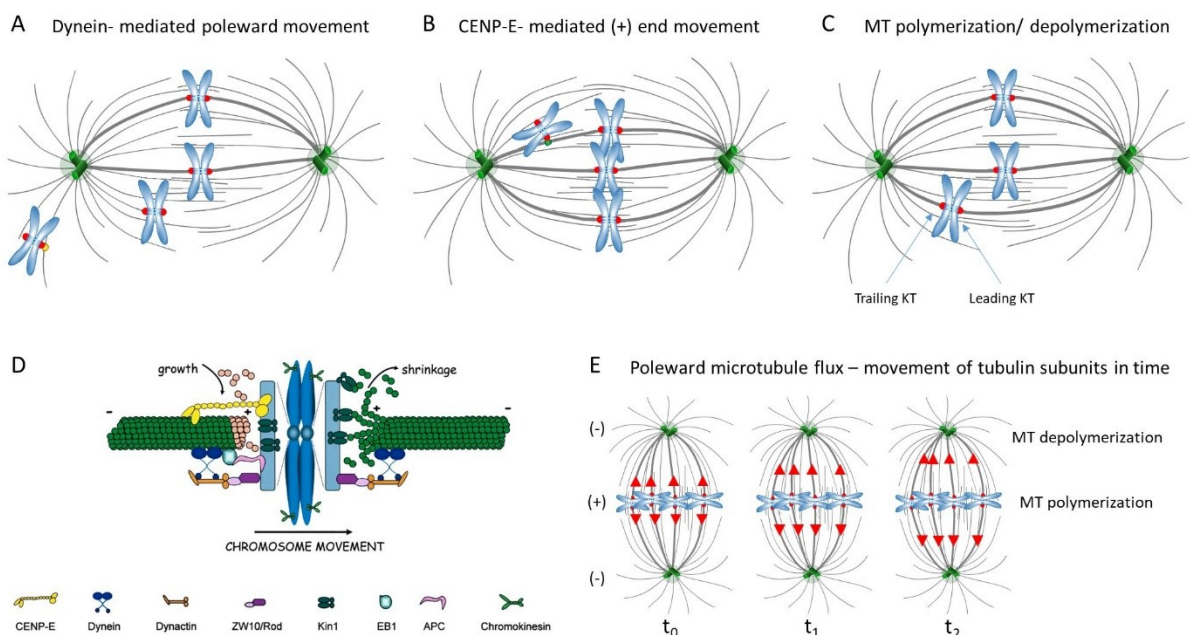 A Dynein- mediated poleward movement
B CENP-E- mediated (+) end movement
C MT polymerization/ depolymerization
Trailing KT
Leading KT
D
growth
shrinkage
-
+
+
-
CHROMOSOME MOVEMENT
CENP-E
Dynein
Dynactin
ZW10/Rod
Kin1
EB1
APC
Chromokinesin
E Poleward microtubule flux – movement of tubulin subunits in time
(-)
MT depolymerization
(+)
MT polymerization
(-)
t0
t1
t2